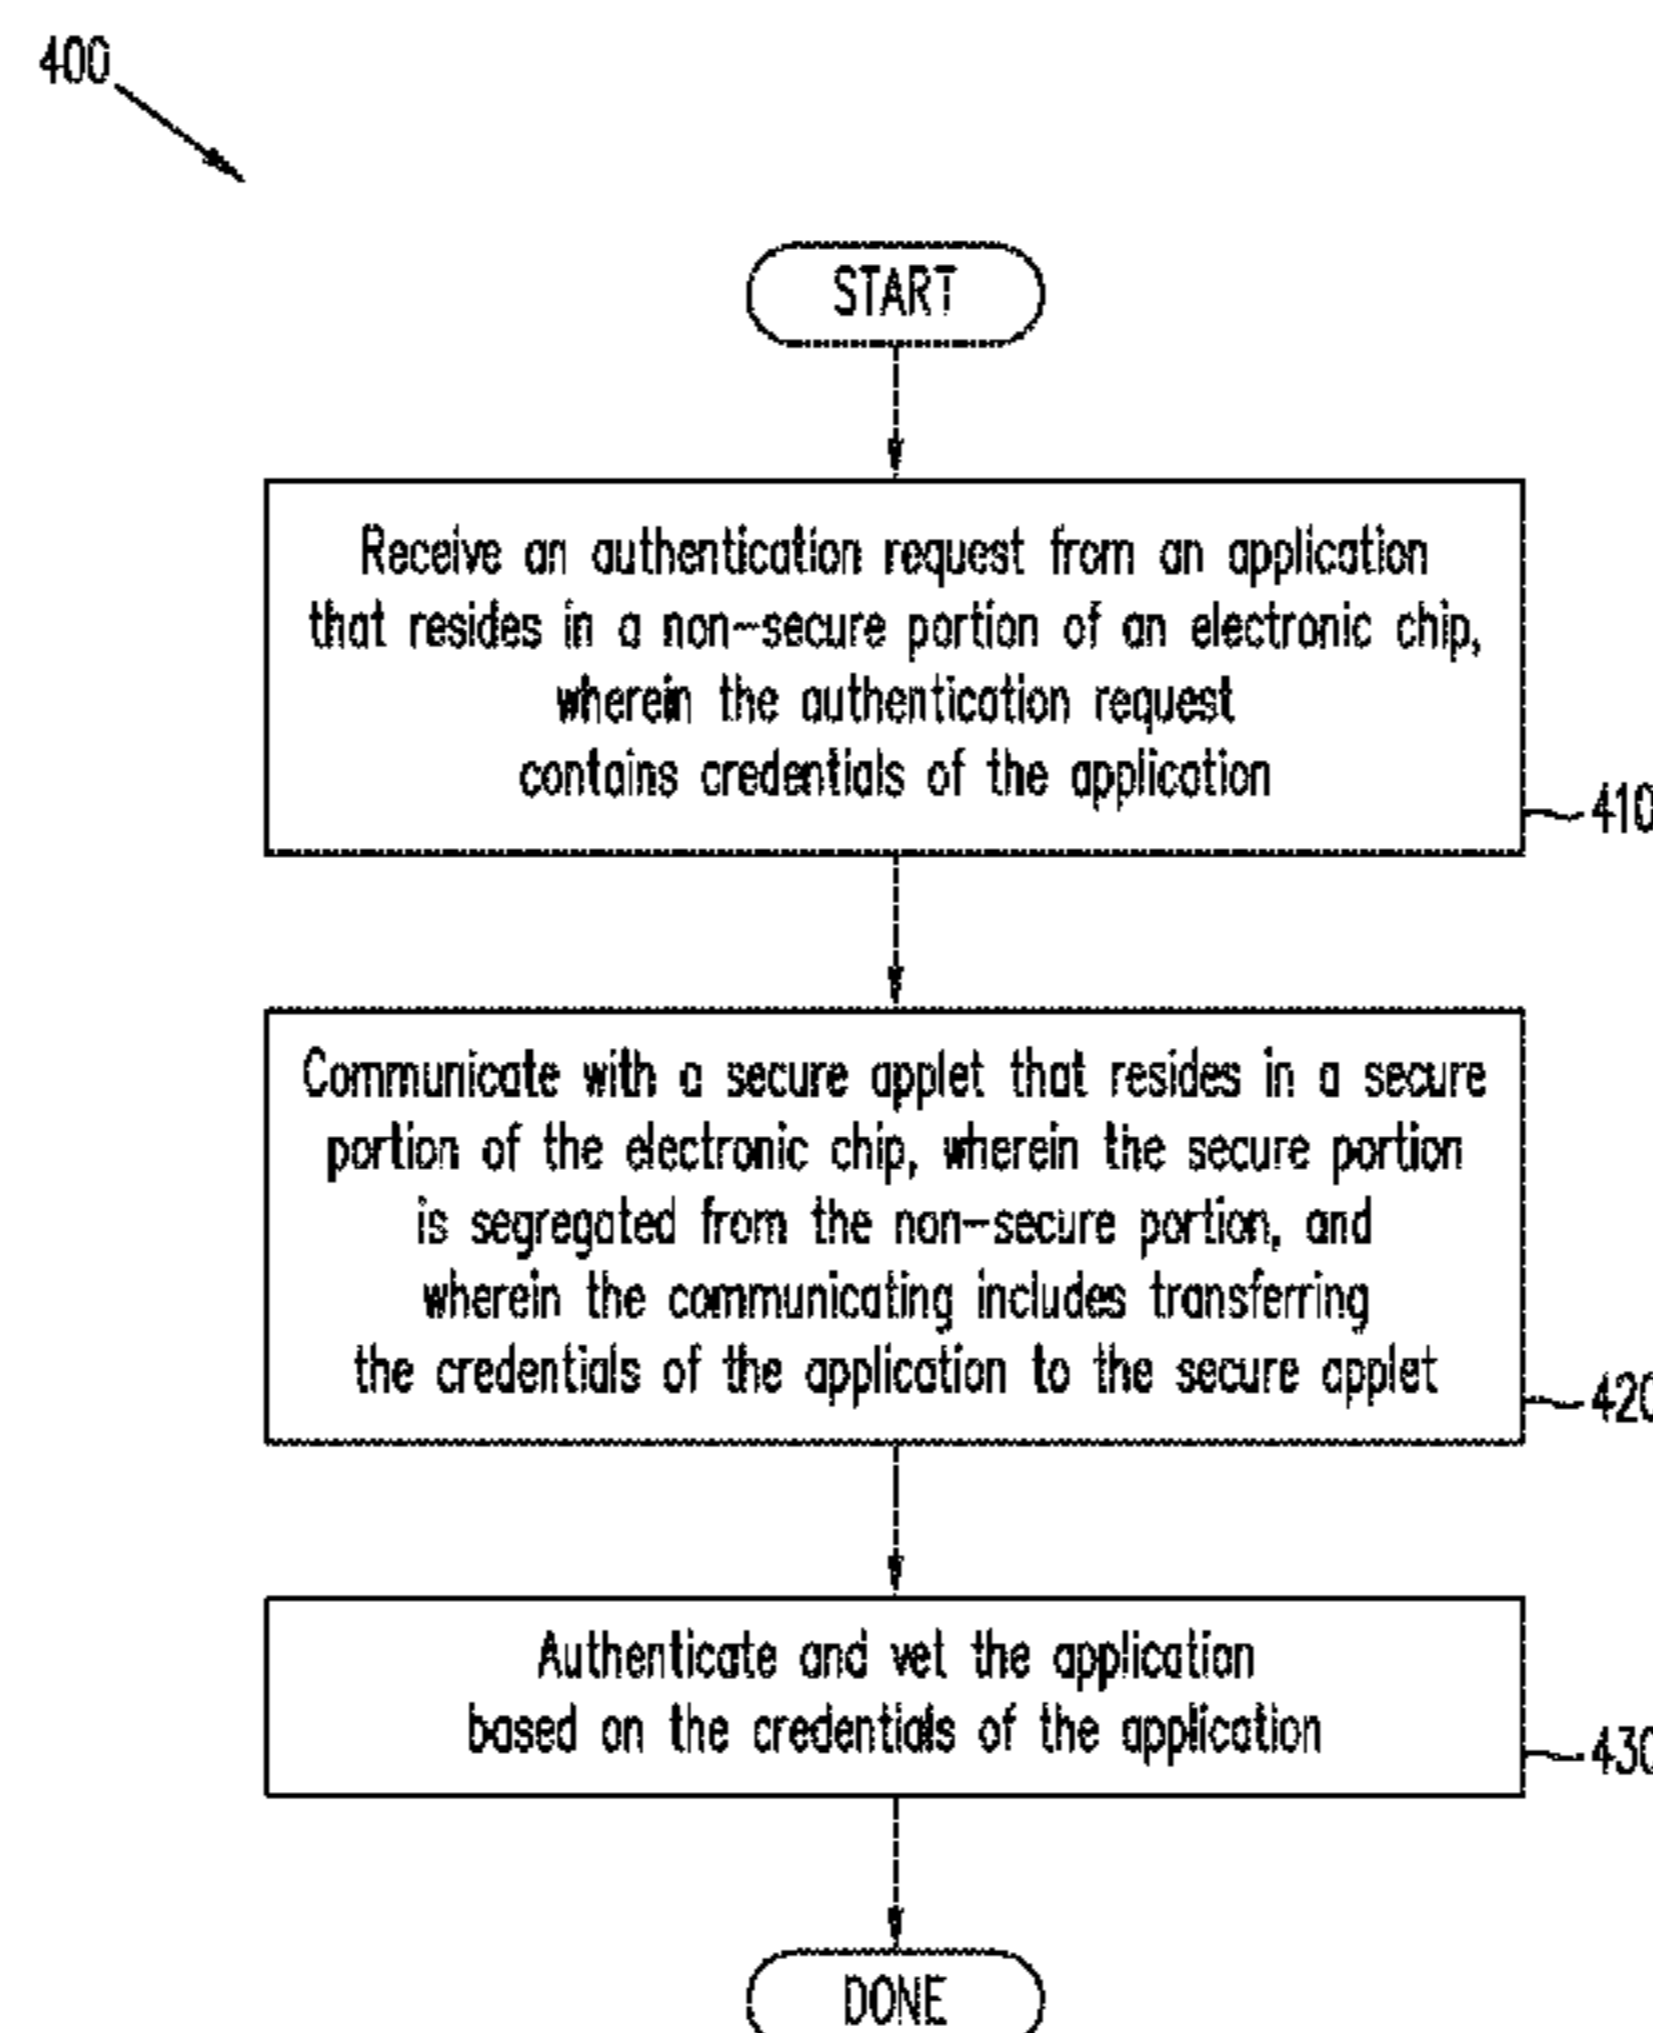 400
START
Receive an authentication request from an application
that resides in a non-secure portion of an electronic chip,
wherein the authentication request
contains credentials of the application
410
Communicate with a secure applet that resides in a secure
portion of the electronic chip, wherein the secure portion
is segregated from the non-secure portion, and
wherein the communicating includes transferring
the credentials of the application to the secure applet
420
Authenticate and vet the application
based on the credentials of the application
430
DONE